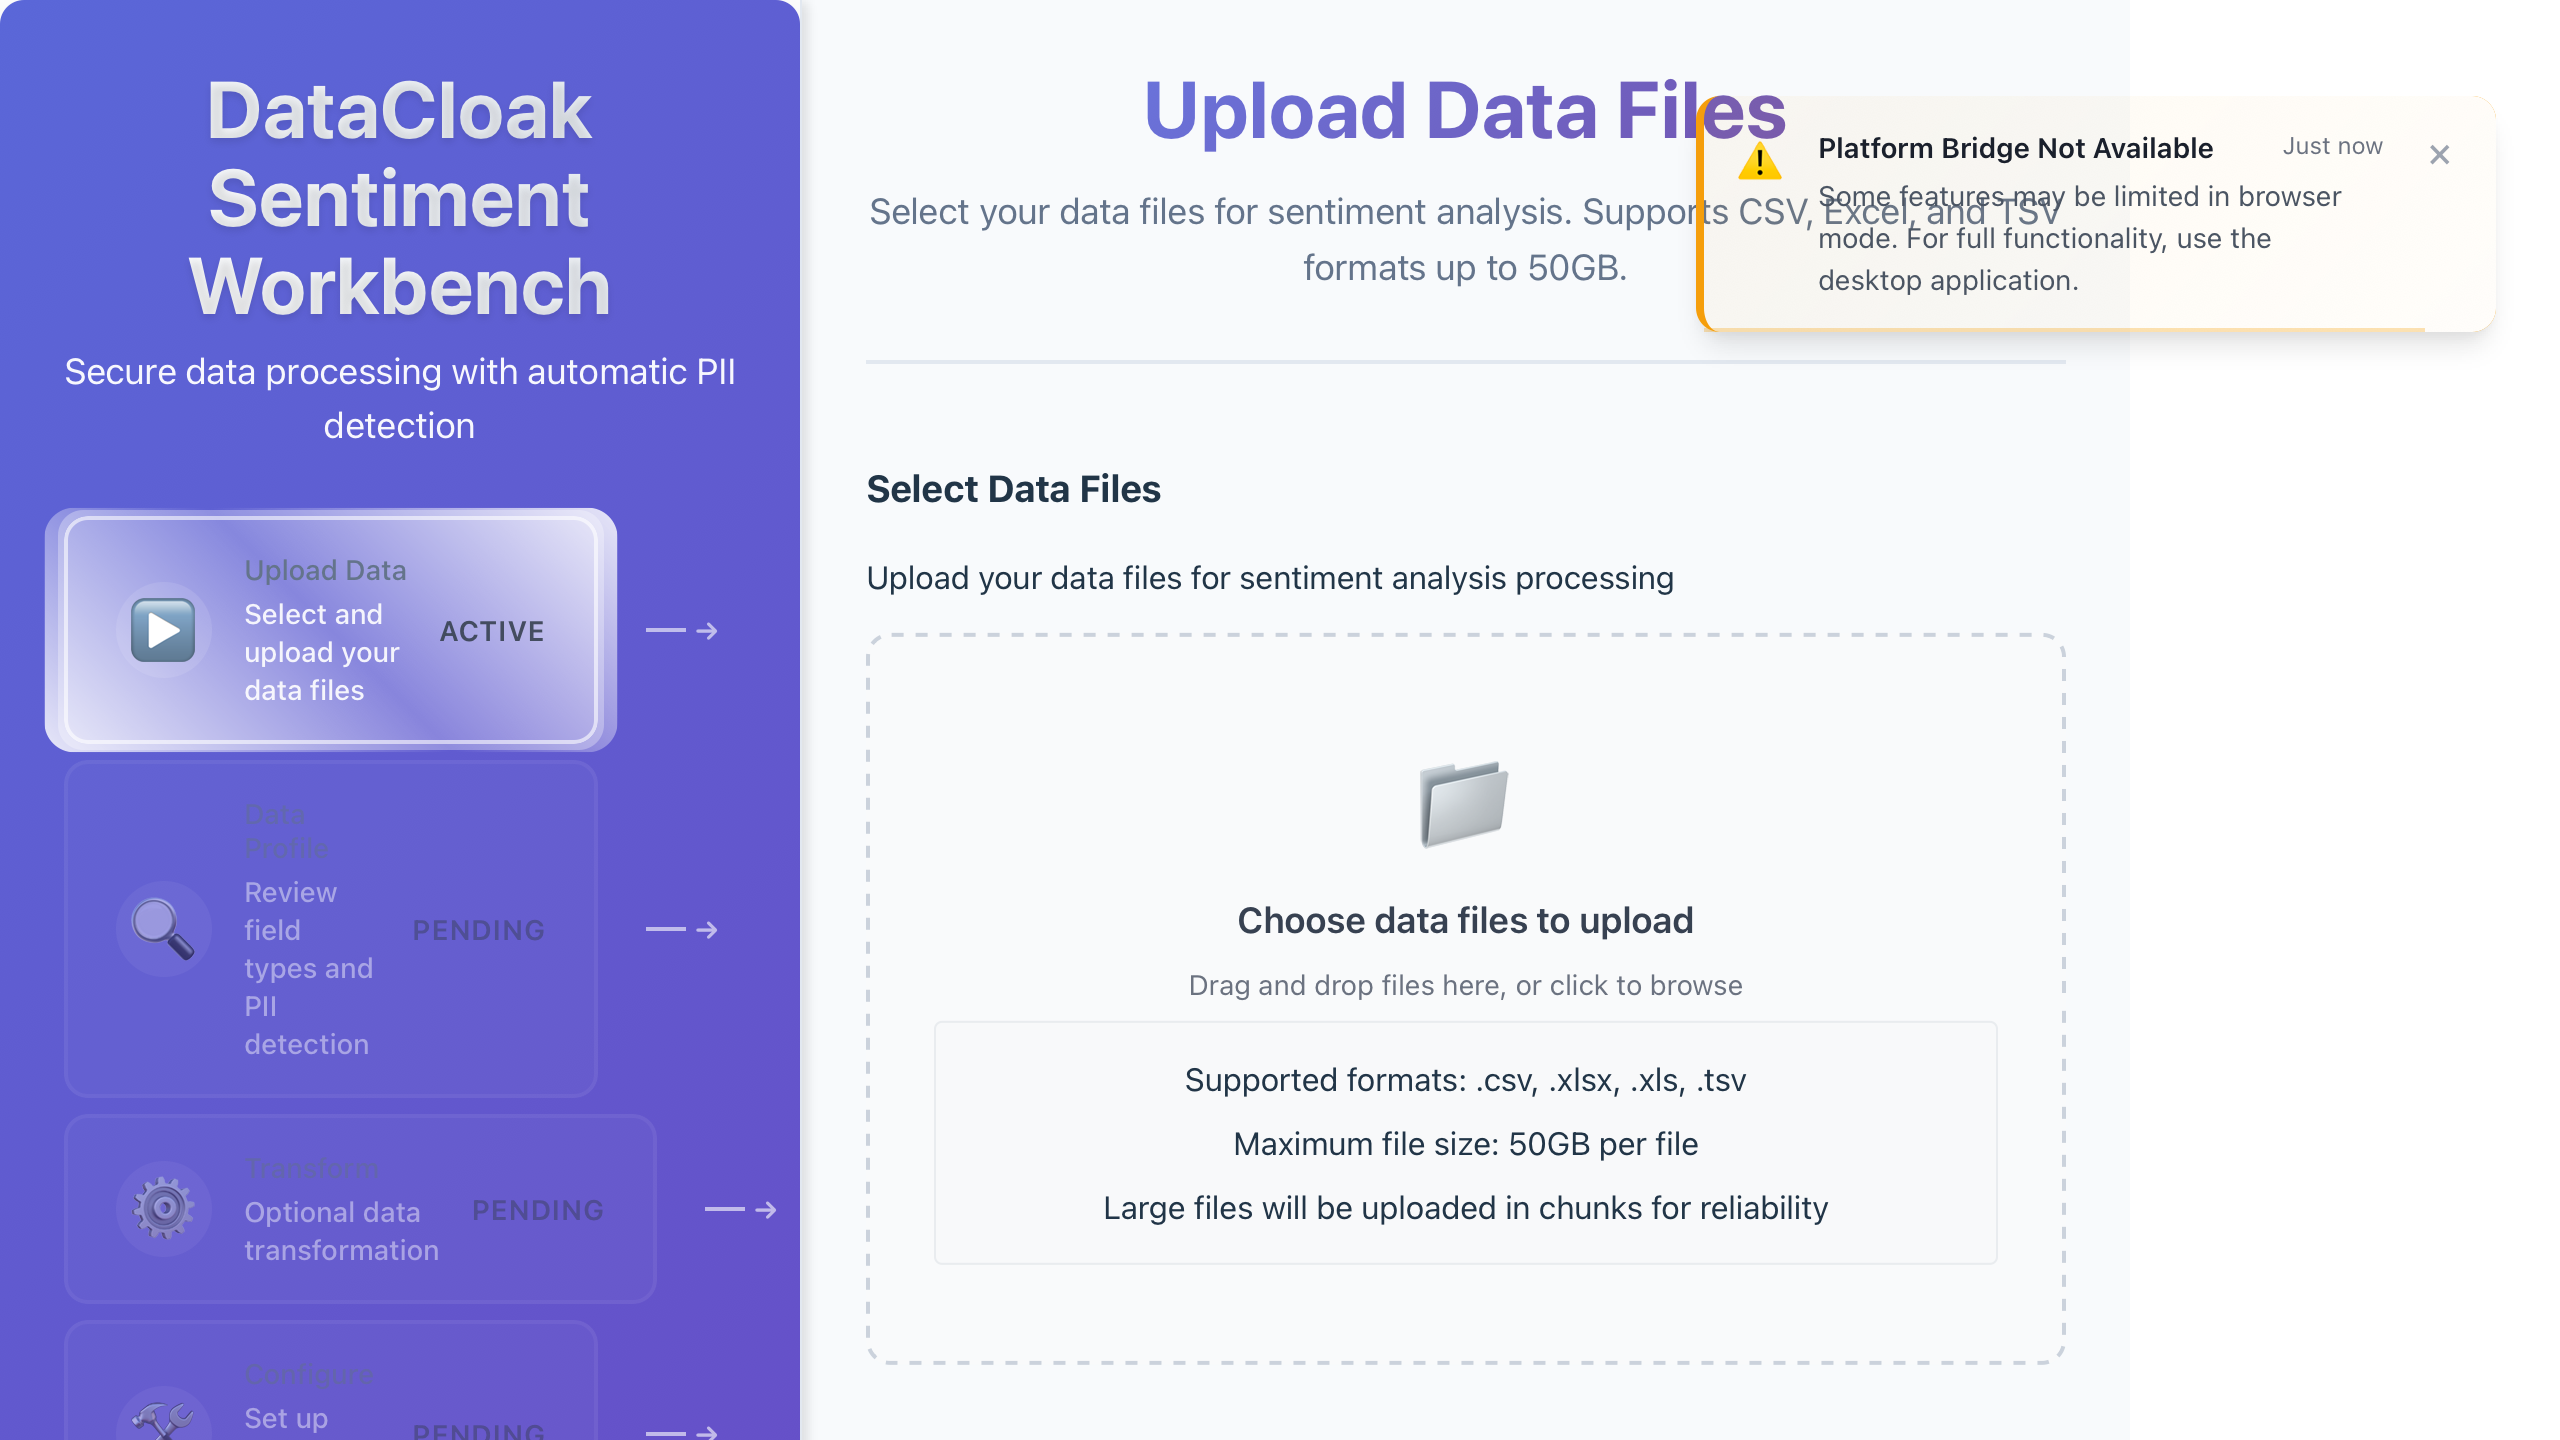 DataCloak
Sentiment
Workbench
Secure data processing with automatic PII
detection
Upload Data
Select and
upload your
data files
ACTIVE
Data
Profile
Review
field
types and
PII
detection
PENDING
Transform
Optional data
transformation
PENDING
Configure
Set up
PENDING
Upload Data Files
Select your data files for sentiment analysis. Supports CSV, Excel, and TSV
formats up to 50GB.
Platform Bridge Not Available
Just now
Some features may be limited in browser
mode. For full functionality, use the
desktop application.
Select Data Files
Upload your data files for sentiment analysis processing
Choose data files to upload
Drag and drop files here, or click to browse
Supported formats: .csv, .xlsx, .xls, .tsv
Maximum file size: 50GB per file
Large files will be uploaded in chunks for reliability